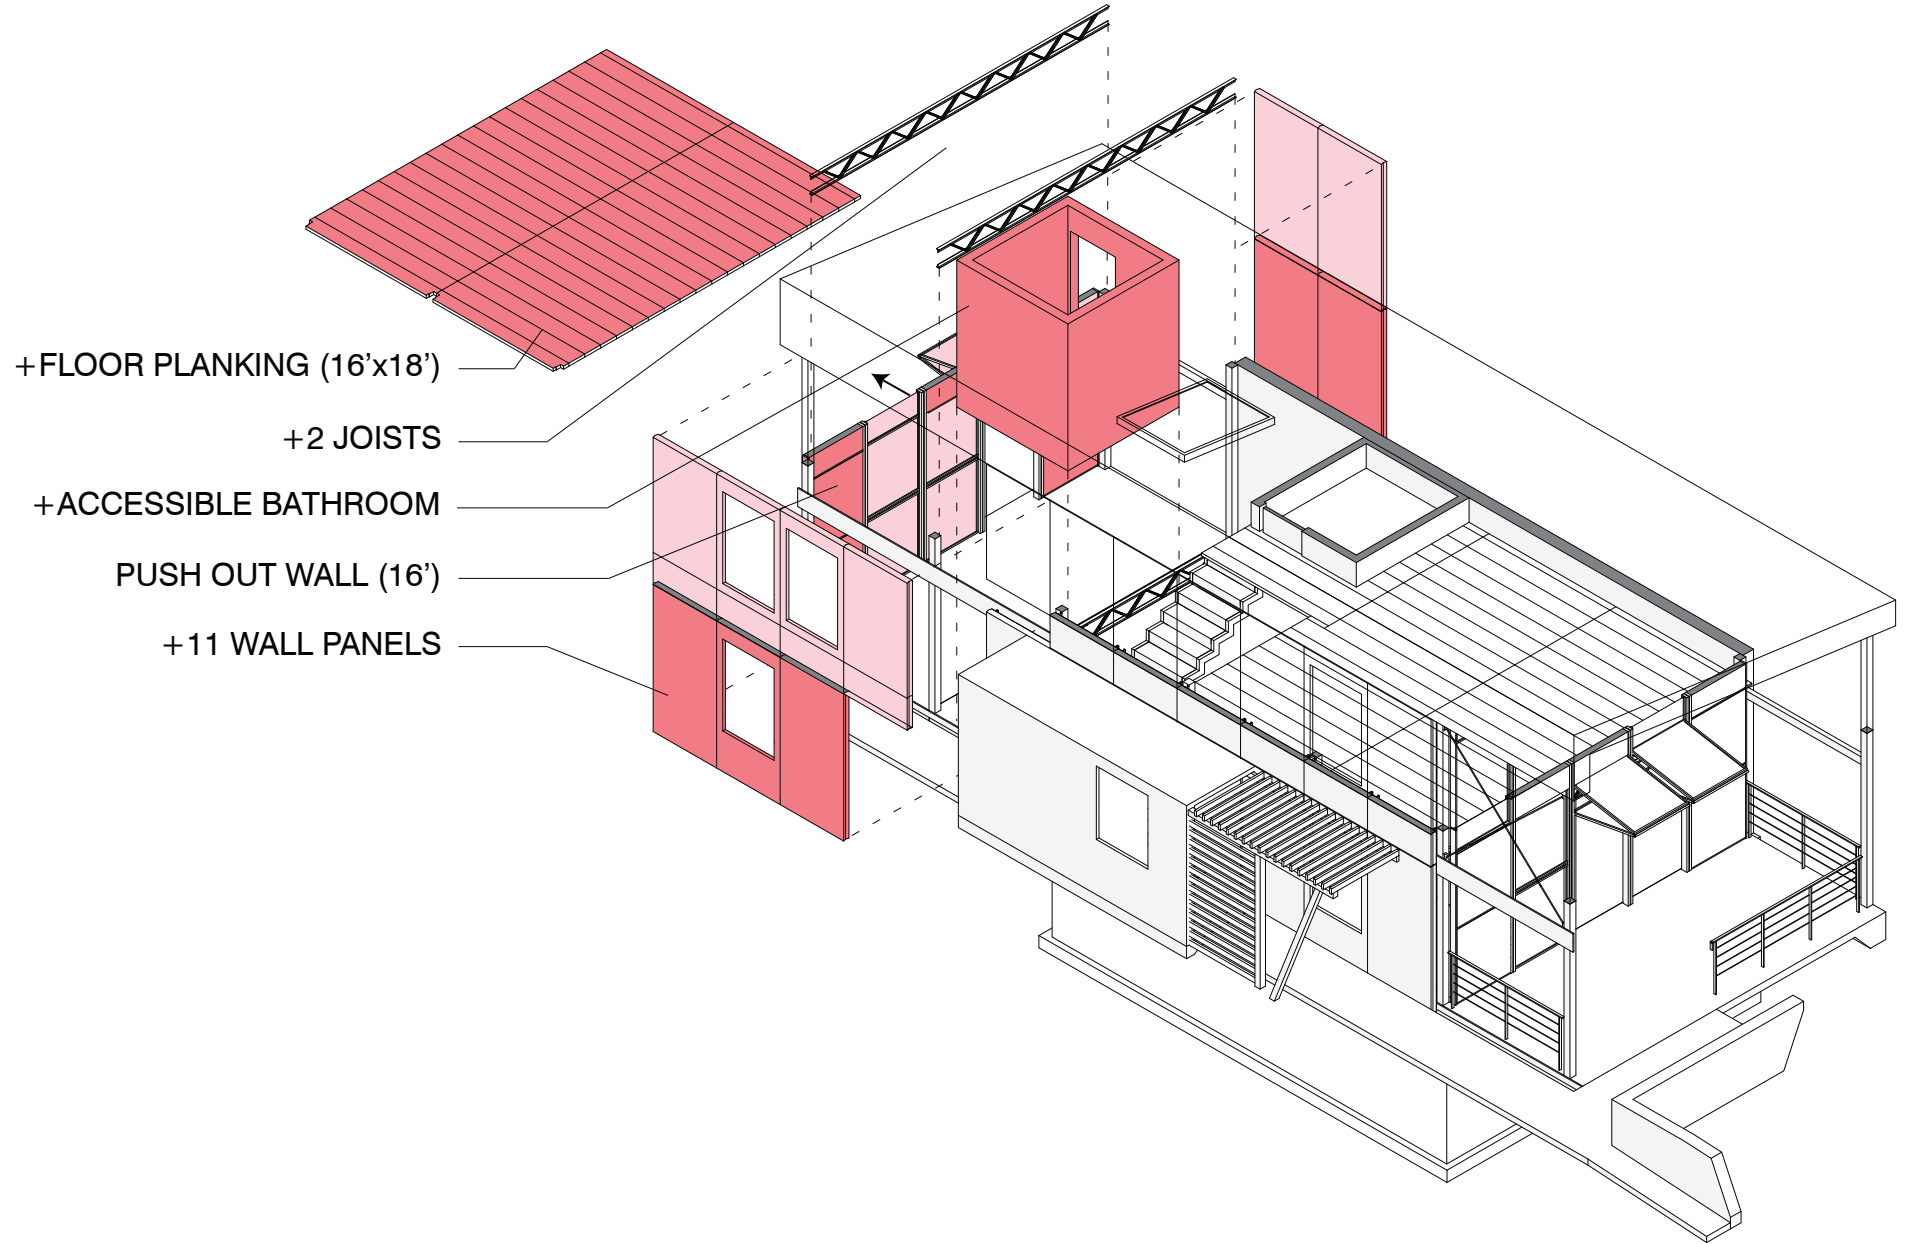 +FLOOR PLANKING (16’x18’)
+2 JOISTS
+ACCESSIBLE BATHROOM
PUSH OUT WALL (16’)
+11 WALL PANELS